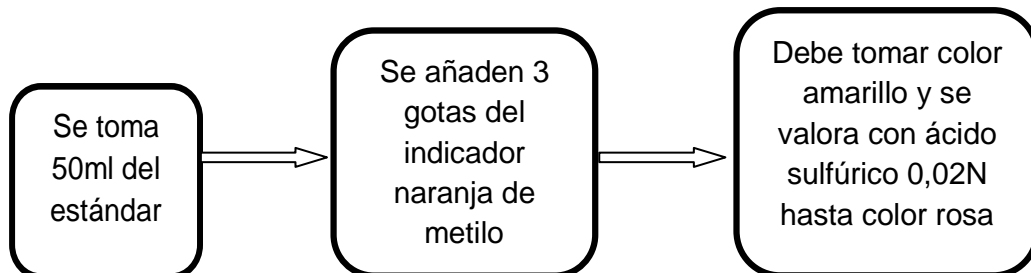 Se toma
50ml del
estándar
Se añaden 3
gotas del
indicador
naranja de
metilo
Debe tomar color
amarillo y se
valora con ácido
sulfúrico 0,02N
hasta color rosa